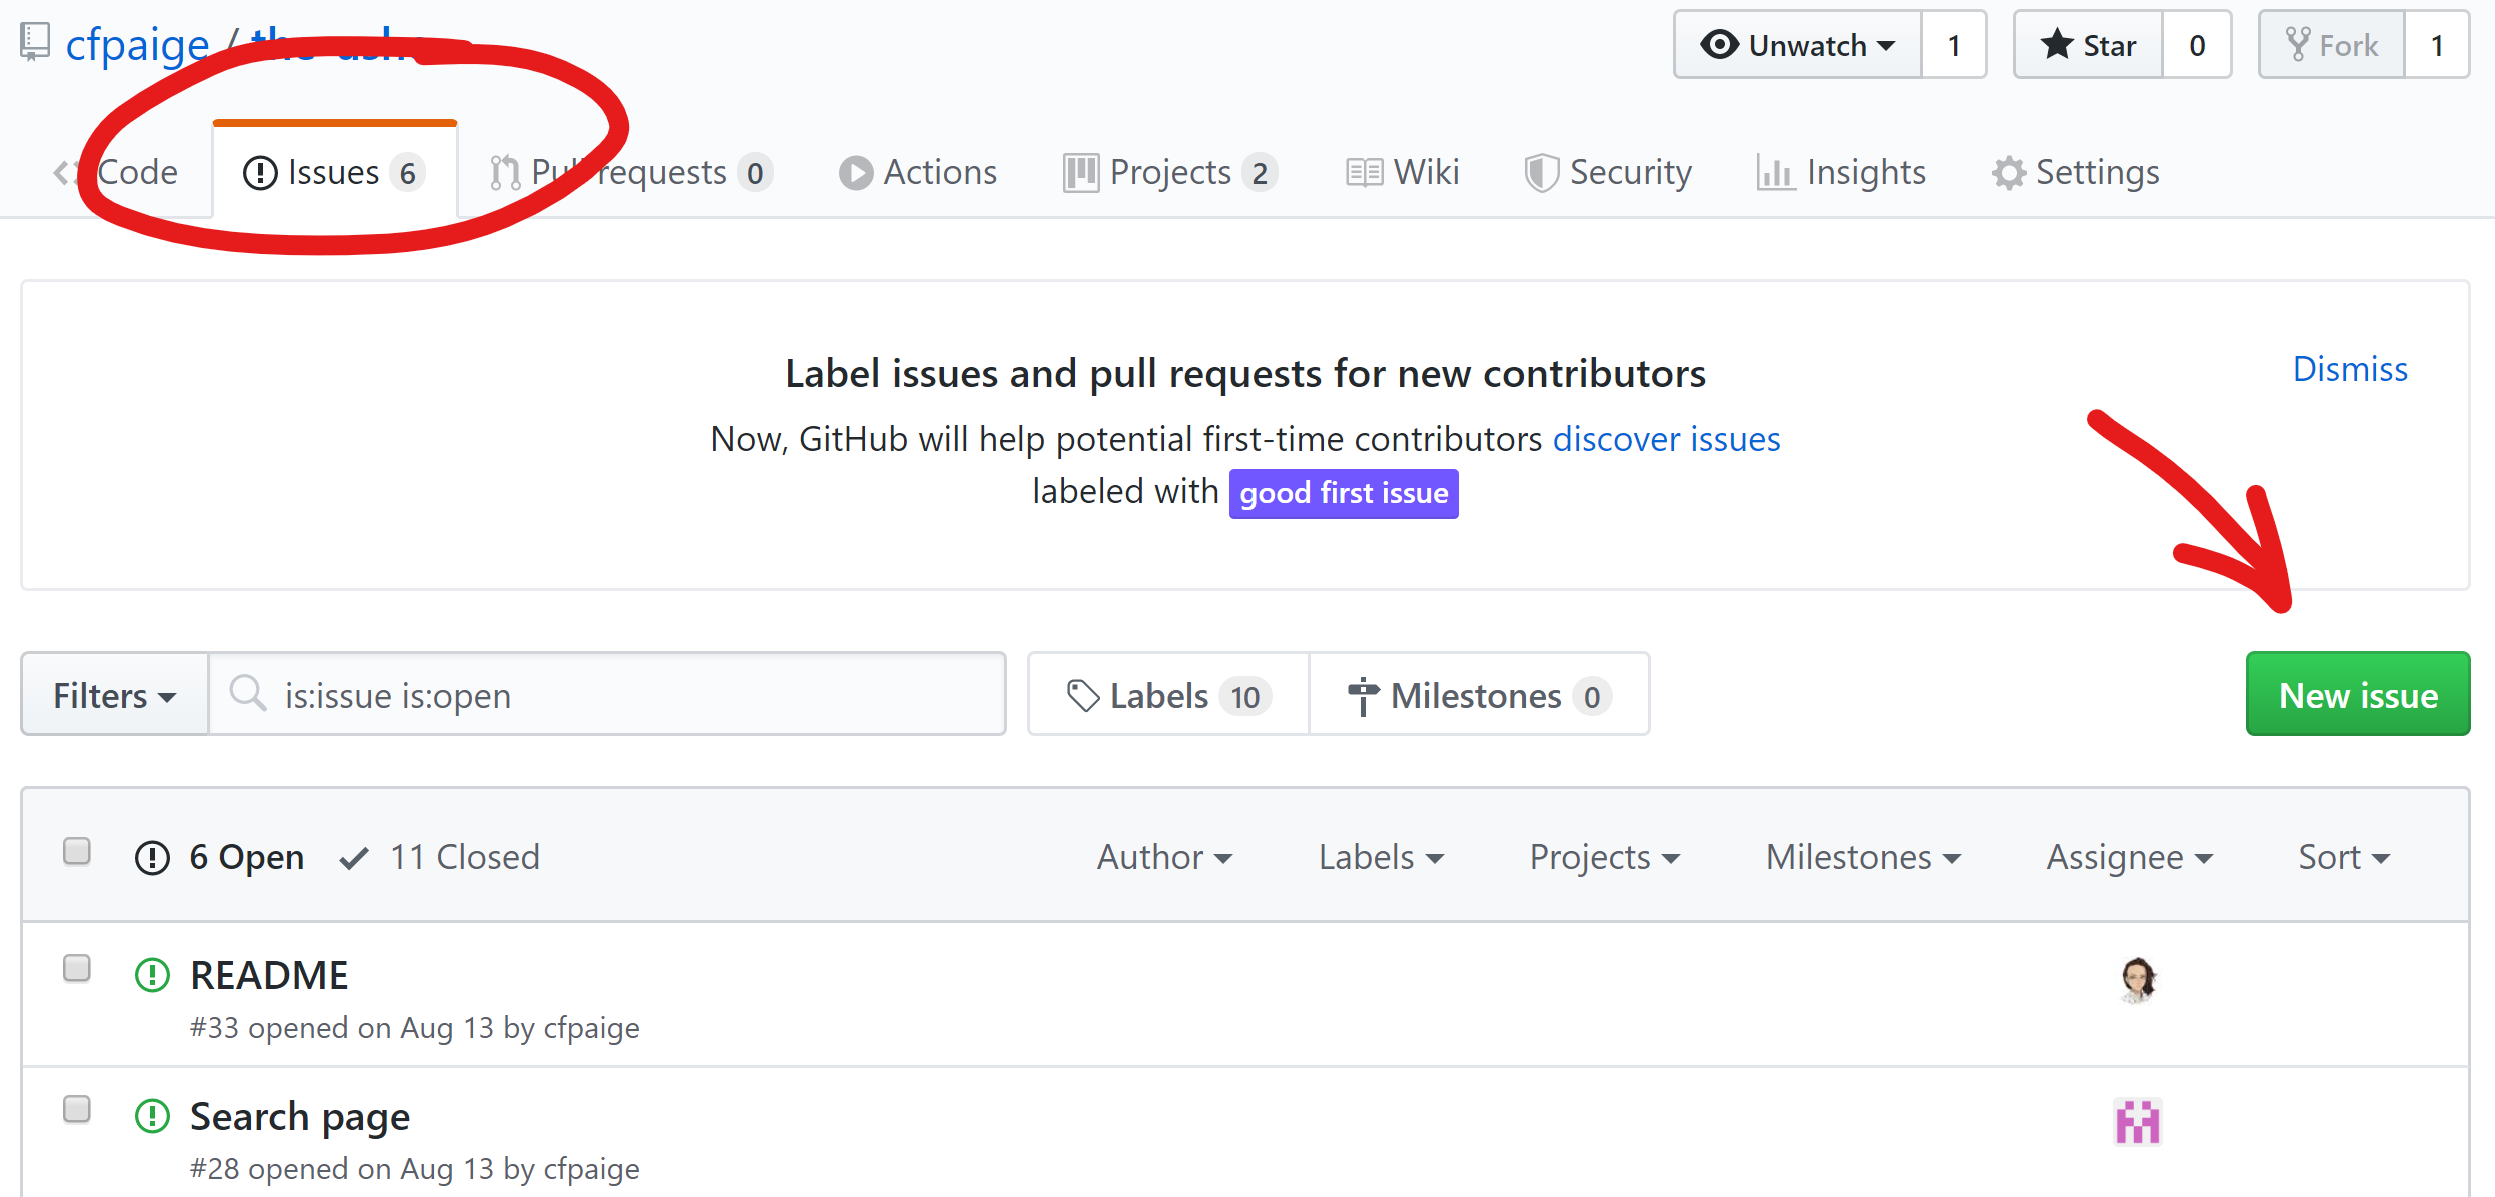 cfpaige /
Unwatch 1 Star 0 Fork 1
Code Issues 6 Pull requests 0 Actions Projects 2 Wiki Security Insights Settings
Label issues and pull requests for new contributors
Dismiss
Now, GitHub will help potential first-time contributors discover issues
labeled with good first issue
Filters is:issue is:open Labels 10 Milestones 0 New issue
6 Open 11 Closed Author Labels Projects Milestones Assignee Sort
README
#33 opened on Aug 13 by cfpaige
Search page
#28 opened on Aug 13 by cfpaige